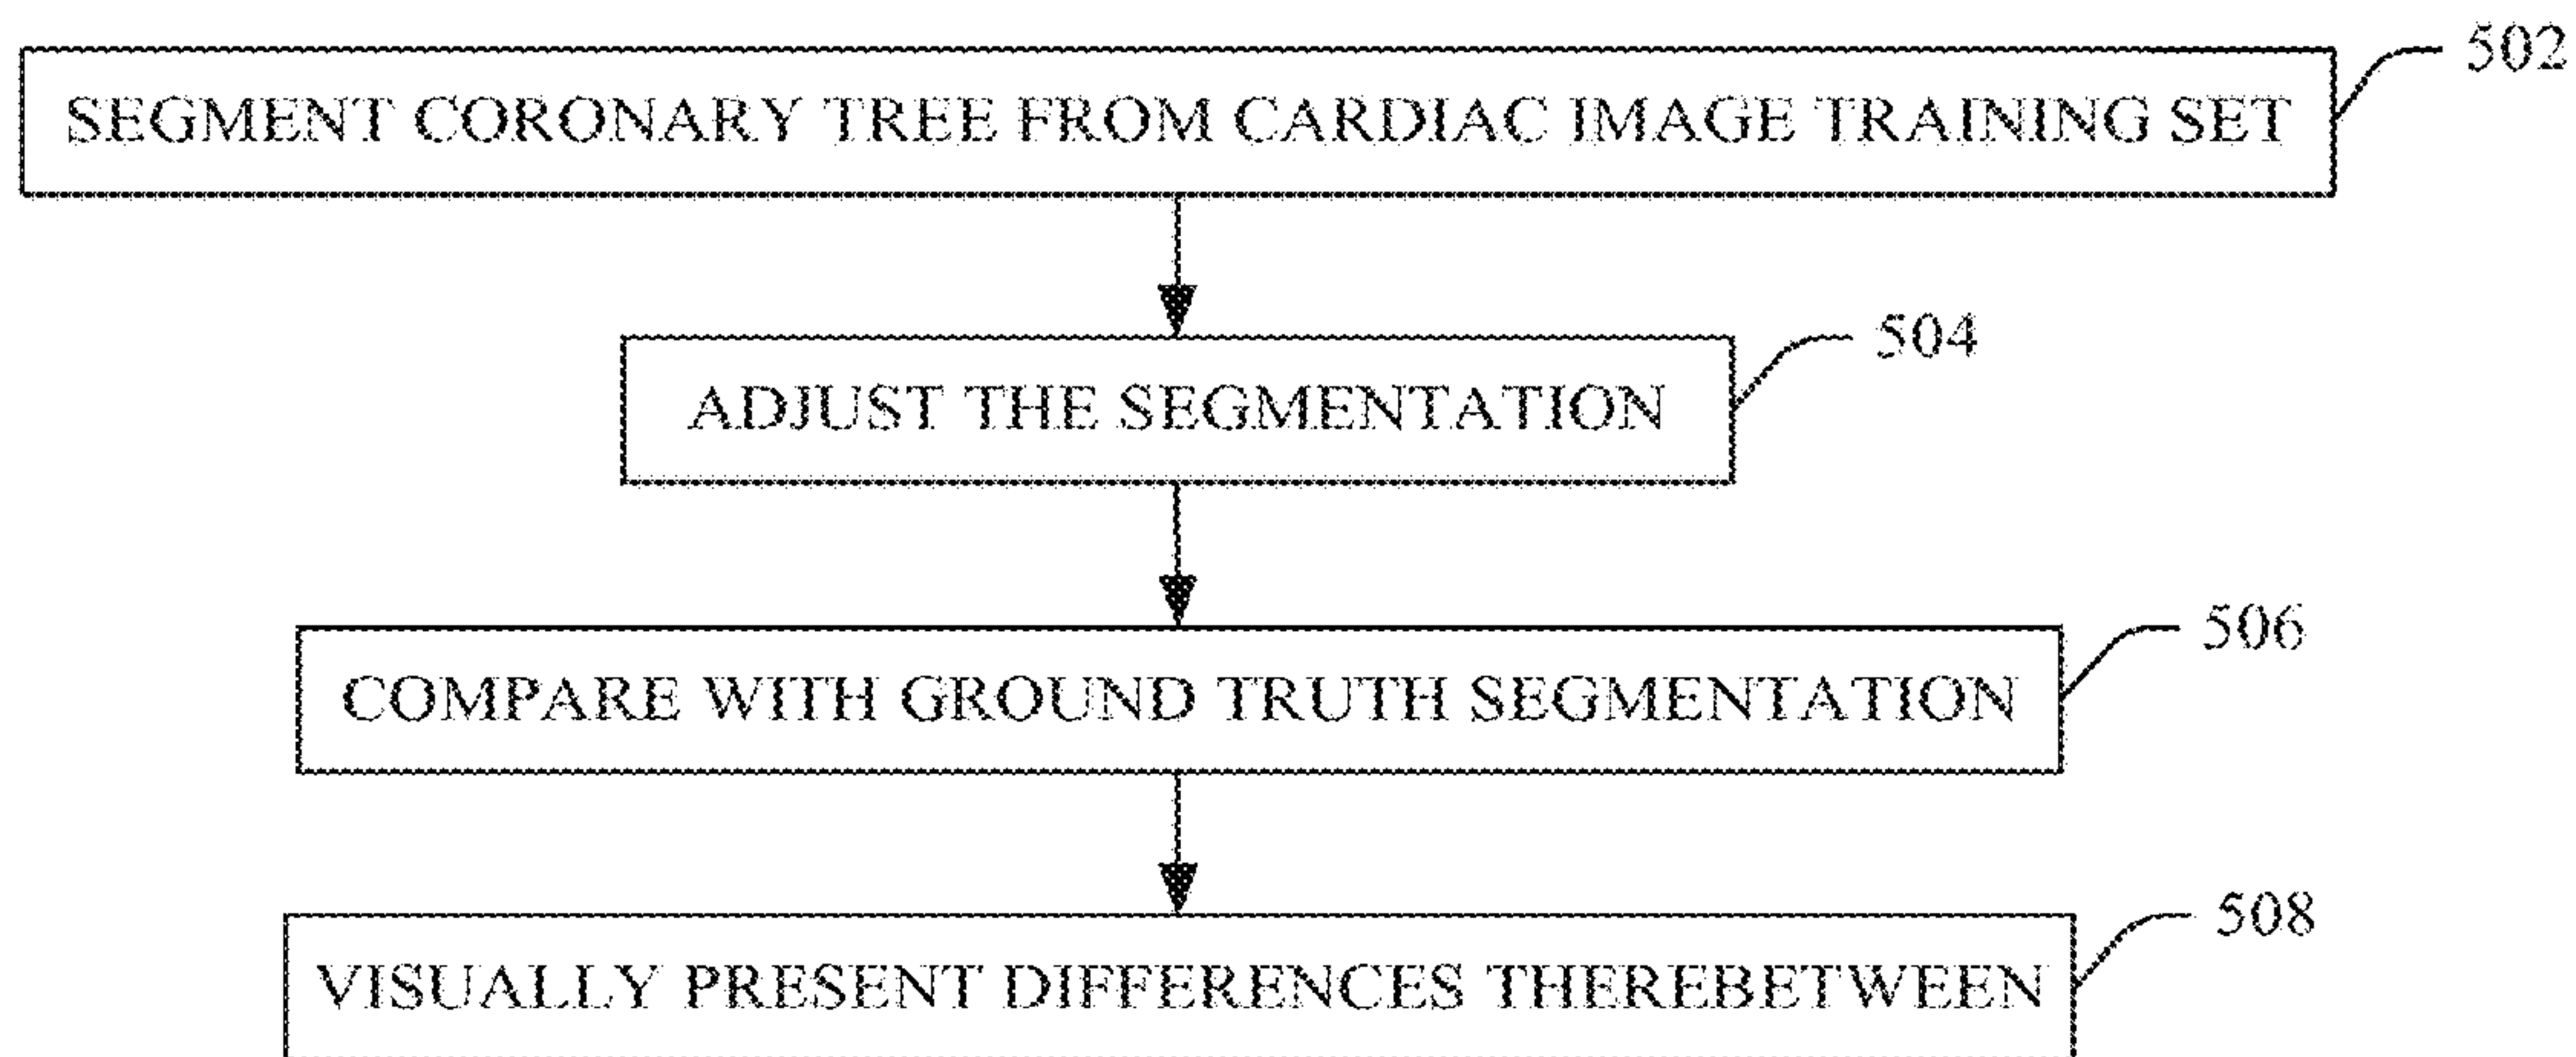 502
SEGMENT CORONARY TREE FROM CARDIAC IMAGE TRAINING SET
504
ADJUST THE SEGMENTATION
506
COMPARE WITH GROUND TRUTH SEGMENTATION
508
VISUALLY PRESENT DIFFERENCES THEREBETWEEN